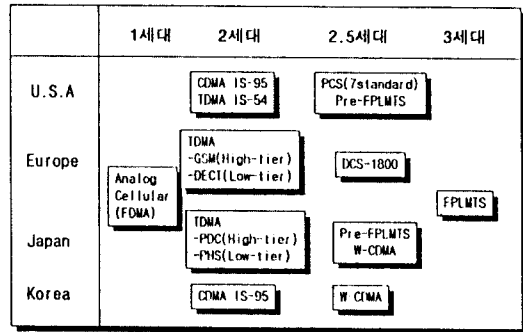 1세대 2세대 2.5세대 3세대
U.S.A
CDMA IS-95
TDMA IS-54
PCS(7standard)
Pre-FPLMTS
Europe
TDMA
-GSM(High-tier)
-DECT(Low-tier)
DCS-1800
Analog
Cellular
(FDMA)
FPLMTS
Japan
TDMA
-PDC(High-tier)
-PHS(Low-tier)
Pre-FPLMTS
W-CDMA
Korea
CDMA IS-95
W CDMA